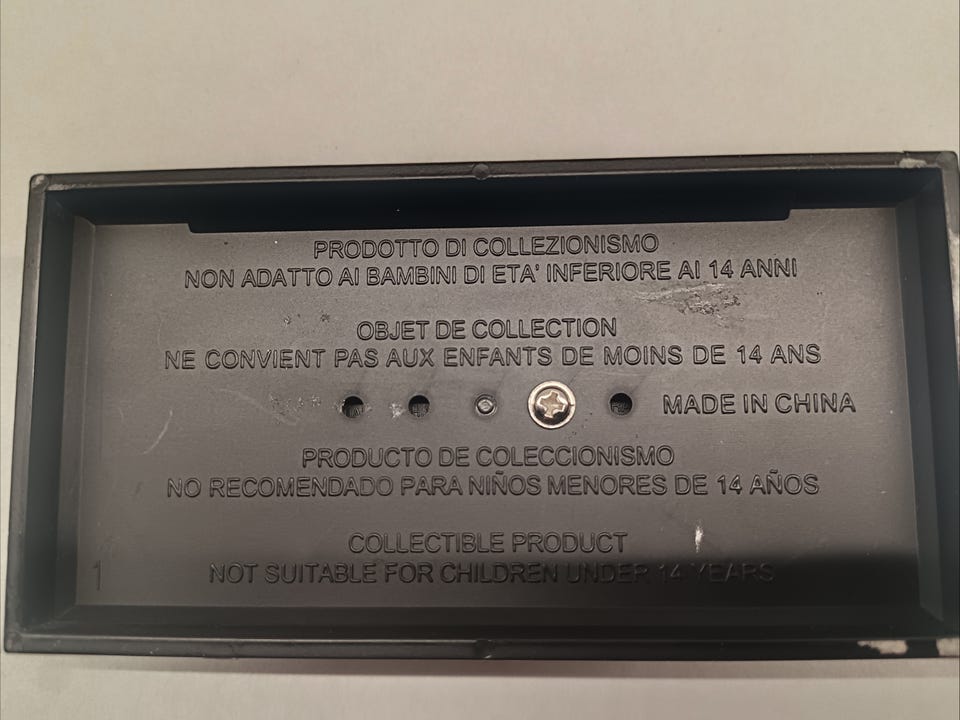 PRODOTTO DI COLLEZIONISMO
NON ADATTO AI BAMBINI DI ETA' INFERIORE AI 14 ANNI
OBJET DE COLLECTION
NE CONVIENT PAS AUX ENFANTS DE MOINS DE 14 ANS
MADE IN CHINA
PRODUCTO DE COLECCIONISMO
NO RECOMENDADO PARA NIÑOS MENORES DE 14 AÑOS
COLLECTIBLE PRODUCT
NOT SUITABLE FOR CHILDREN UNDER 14 YEARS
1